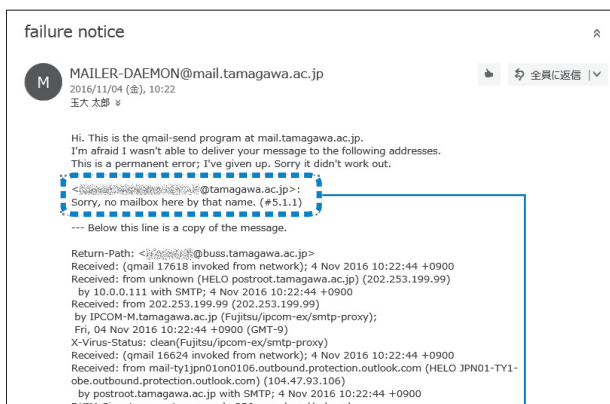 failure notice
M
MAILER-DAEMON@mail.tamagawa.ac.jp
全員に返信
2016/11/04 (金), 10:22
玉大 太郎
Hi. This is the qmail-send program at mail.tamagawa.ac.jp.
I'm afraid I wasn't able to deliver your message to the following addresses.
This is a permanent error; I've given up. Sorry it didn't work out.
< @tamagawa.ac.jp>:
Sorry, no mailbox here by that name. (#5.1.1)
--- Below this line is a copy of the message.
Return-Path: < @buss.tamagawa.ac.jp>
Received: (qmail 17618 invoked from network); 4 Nov 2016 10:22:44 +0900
Received: from unknown (HELO postroot.tamagawa.ac.jp) (202.253.199.99)
by 10.0.0.111 with SMTP; 4 Nov 2016 10:22:44 +0900
Received: from 202.253.199.99 (202.253.199.99)
by IPCOM-M.tamagawa.ac.jp (Fujitsu/ipcom-ex/smtp-proxy);
Fri, 04 Nov 2016 10:22:44 +0900 (GMT-9)
X-Virus-Status: clean(Fujitsu/ipcom-ex/smtp-proxy)
Received: (qmail 16624 invoked from network); 4 Nov 2016 10:22:44 +0900
Received: from mail-ty1jpn01on0106.outbound.protection.outlook.com (HELO JPN01-TY1-
obe.outbound.protection.outlook.com) (104.47.93.106)
by postroot.tamagawa.ac.jp with SMTP; 4 Nov 2016 10:22:44 +0900